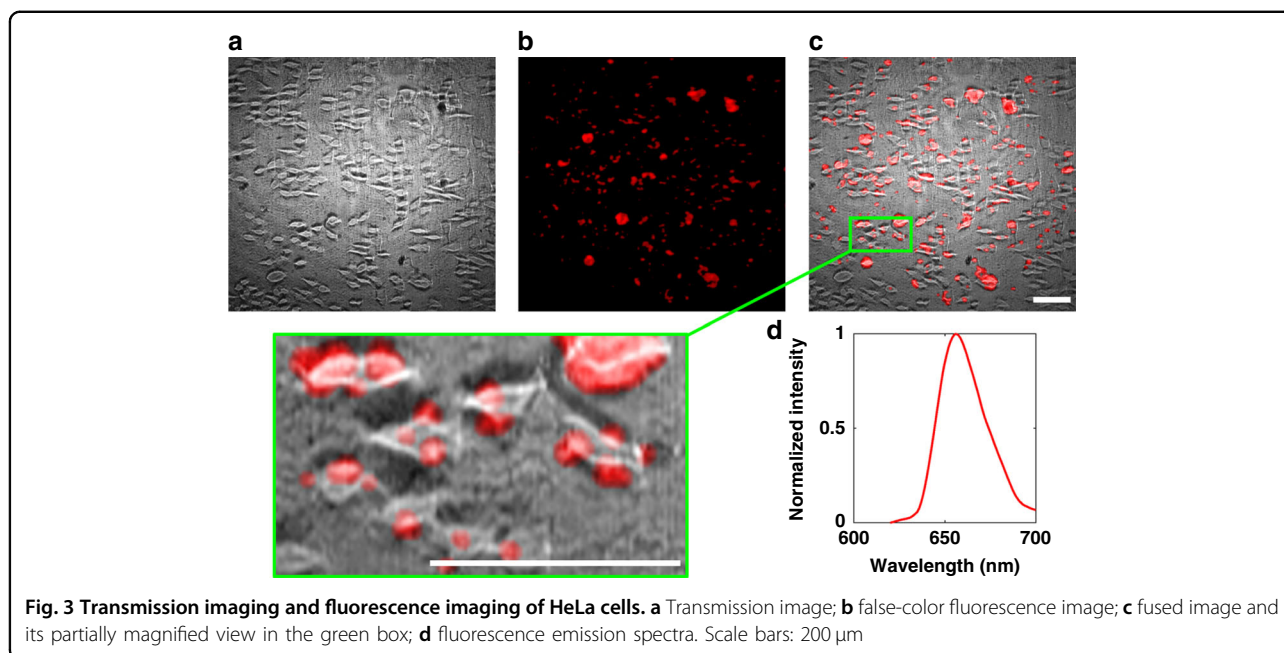 a
b
c
d
Normalized intensity
1
0.5
0
600
650
700
Wavelength (nm)
Fig. 3 Transmission imaging and fluorescence imaging of HeLa cells. a Transmission image; b false-color fluorescence image; c fused image and
its partially magnified view in the green box; d fluorescence emission spectra. Scale bars: 200 µm